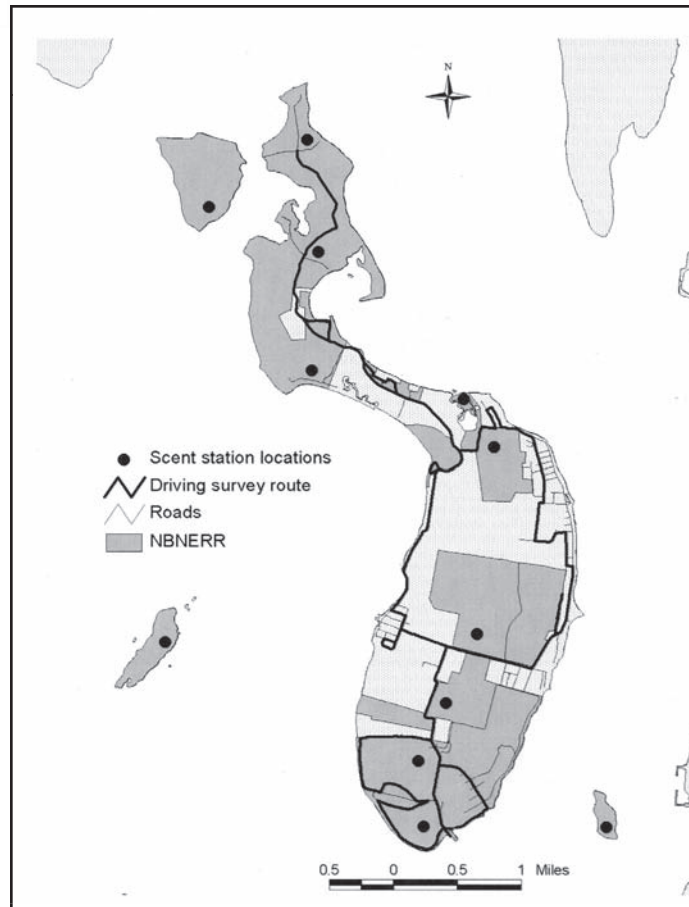 N
Scent station locations
Driving survey route
Roads
NBNERR
0.5 0 0.5 1 Miles